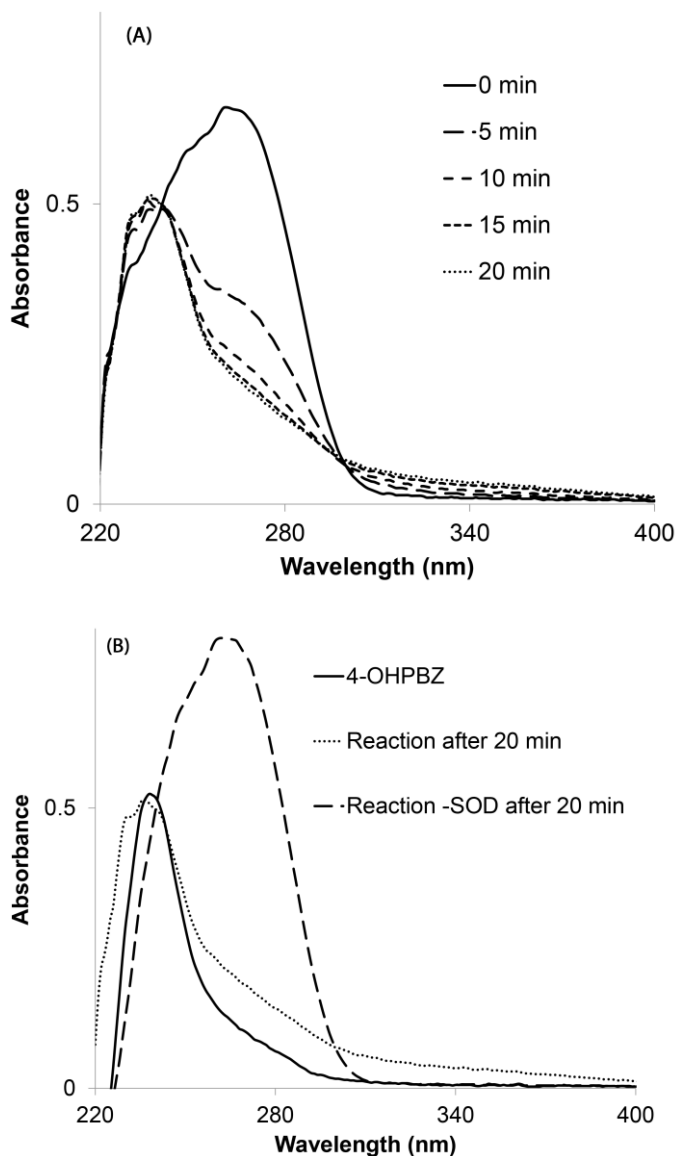 (A)
0 min
5 min
10 min
15 min
20 min
0.5
0
Absorbance
220
280
340
400
Wavelength (nm)
(B)
4-OHPBZ
Reaction after 20 min
Reaction -SOD after 20 min
0.5
0
Absorbance
220
280
340
400
Wavelength (nm)